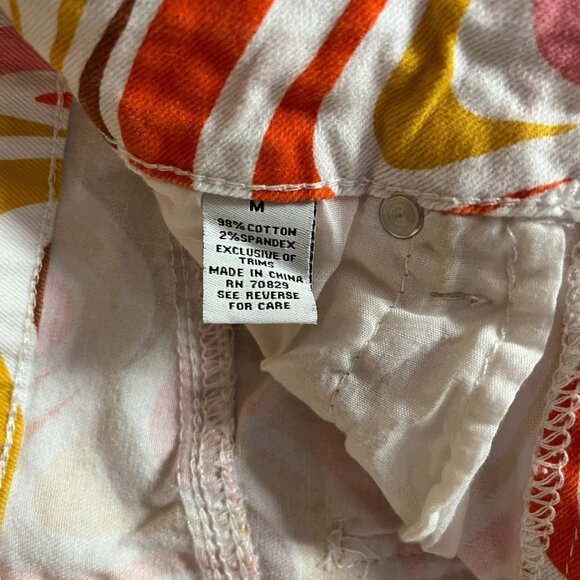 M
98% COTTON
2% SPANDEX
EXCLUSIVE OF
TRIMS
MADE IN CHINA
RN 70829
SEE REVERSE
FOR CARE